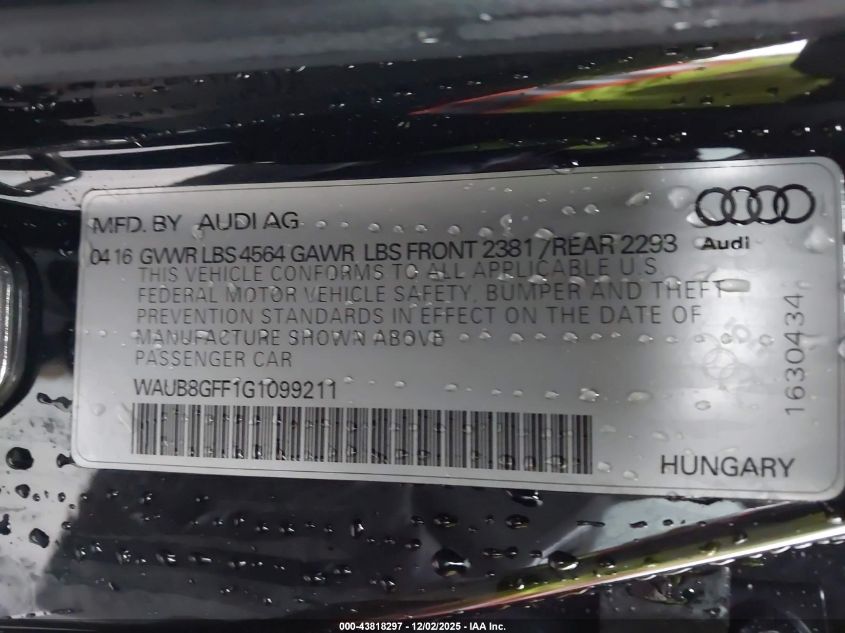 MFD. BY AUDI AG
04 16 GVWR LBS 4564 GAWR LBS FRONT 2381 /REAR 2293
THIS VEHICLE CONFORMS TO ALL APPLICABLE U.S.
FEDERAL MOTOR VEHICLE SAFETY, BUMPER AND THEFT
PREVENTION STANDARDS IN EFFECT ON THE DATE OF
MANUFACTURE SHOWN ABOVE
PASSENGER CAR
WAUB8GFF1G1099211
Audi
1630434
HUNGARY
000-43818297 - 12/02/2025 - IAA Inc.